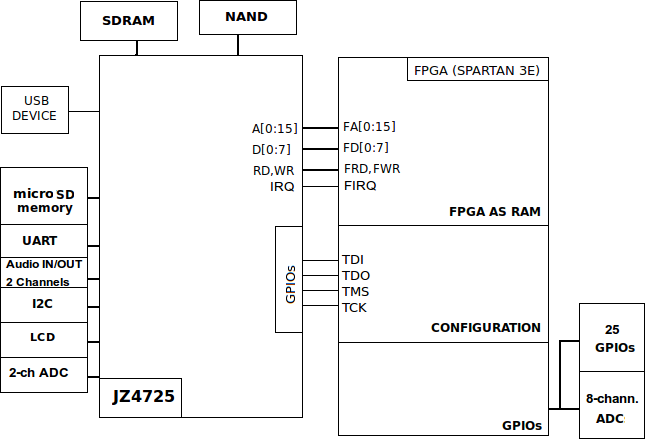 SDRAM
NAND
USB
DEVICE
micro SD
memory
UART
Audio IN/OUT
2 Channels
I2C
LCD
2-ch ADC
A[0:15]
D[0:7]
RD,WR
IRQ
GPIOs
JZ4725
FPGA (SPARTAN 3E)
FA[0:15]
FD[0:7]
FRD,FWR
FIRQ
FPGA AS RAM
TDI
TDO
TMS
TCK
CONFIGURATION
GPIOs
25
GPIOs
8-chann.
ADC